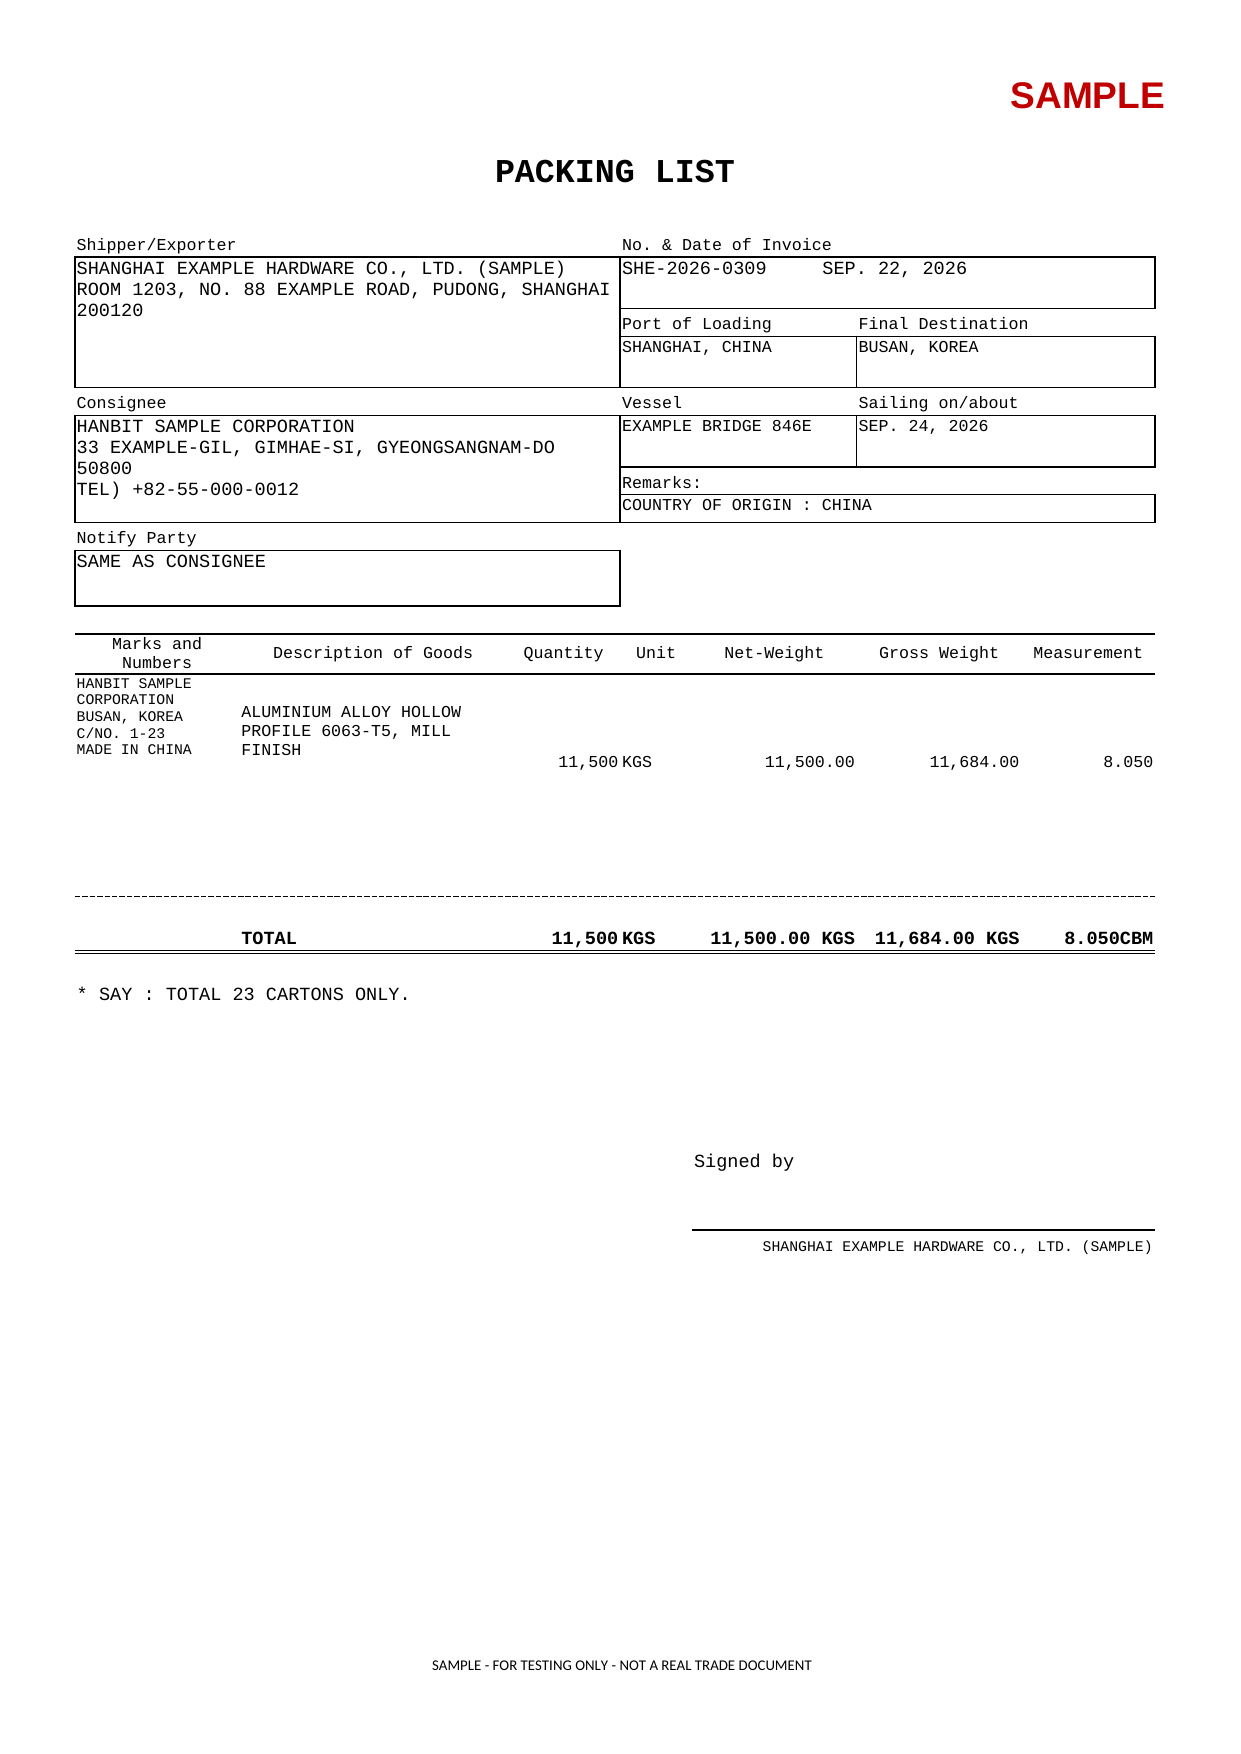 SAMPLE
PACKING LIST
Shipper/Exporter
SHANGHAI EXAMPLE HARDWARE CO., LTD. (SAMPLE)
ROOM 1203, NO. 88 EXAMPLE ROAD, PUDONG, SHANGHAI
200120
No. & Date of Invoice
SHE-2026-0309 SEP. 22, 2026
Port of Loading Final Destination
SHANGHAI, CHINA BUSAN, KOREA
Consignee
HANBIT SAMPLE CORPORATION
33 EXAMPLE-GIL, GIMHAE-SI, GYEONGSANGNAM-DO
50800
TEL) +82-55-000-0012
Vessel Sailing on/about
EXAMPLE BRIDGE 846E SEP. 24, 2026
Remarks:
COUNTRY OF ORIGIN : CHINA
Notify Party
SAME AS CONSIGNEE
Marks and
Numbers
Description of Goods Quantity Unit Net-Weight Gross Weight Measurement
HANBIT SAMPLE
CORPORATION
BUSAN, KOREA
C/NO. 1-23
MADE IN CHINA
ALUMINIUM ALLOY HOLLOW
PROFILE 6063-T5, MILL
FINISH
11,500 KGS 11,500.00 11,684.00 8.050
TOTAL 11,500 KGS 11,500.00 KGS 11,684.00 KGS 8.050CBM
* SAY : TOTAL 23 CARTONS ONLY.
Signed by
SHANGHAI EXAMPLE HARDWARE CO., LTD. (SAMPLE)
SAMPLE - FOR TESTING ONLY - NOT A REAL TRADE DOCUMENT